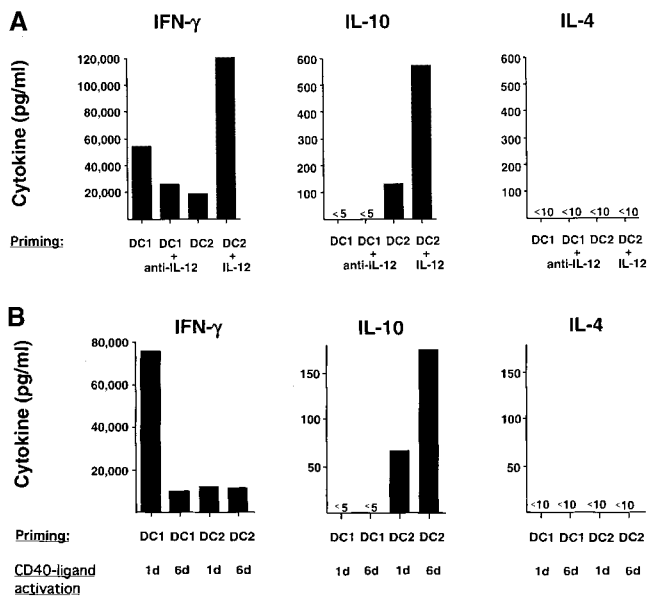 A
IFN-γ IL-10 IL-4
Cytokine (pg/ml)
120,000
100,000
80,000
60,000
40,000
20,000
600
500
400
300
200
100
<5 <5
600
500
400
300
200
100
<10 <10 <10 <10
Priming: DC1 DC1 DC2 DC2 DC1 DC1 DC2 DC2 DC1 DC1 DC2 DC2
+ + + + + +
anti-IL-12 IL-12 anti-IL-12 IL-12 anti-IL-12 IL-12
B
IFN-γ IL-10 IL-4
Cytokine (pg/ml)
80,000
60,000
40,000
20,000
150
100
50
<5 <5
150
100
50
<10 <10 <10 <10
Priming: DC1 DC1 DC2 DC2 DC1 DC1 DC2 DC2 DC1 DC1 DC2 DC2
CD40-ligand 1d 6d 1d 6d 1d 6d 1d 6d 1d 6d 1d 6d
activation